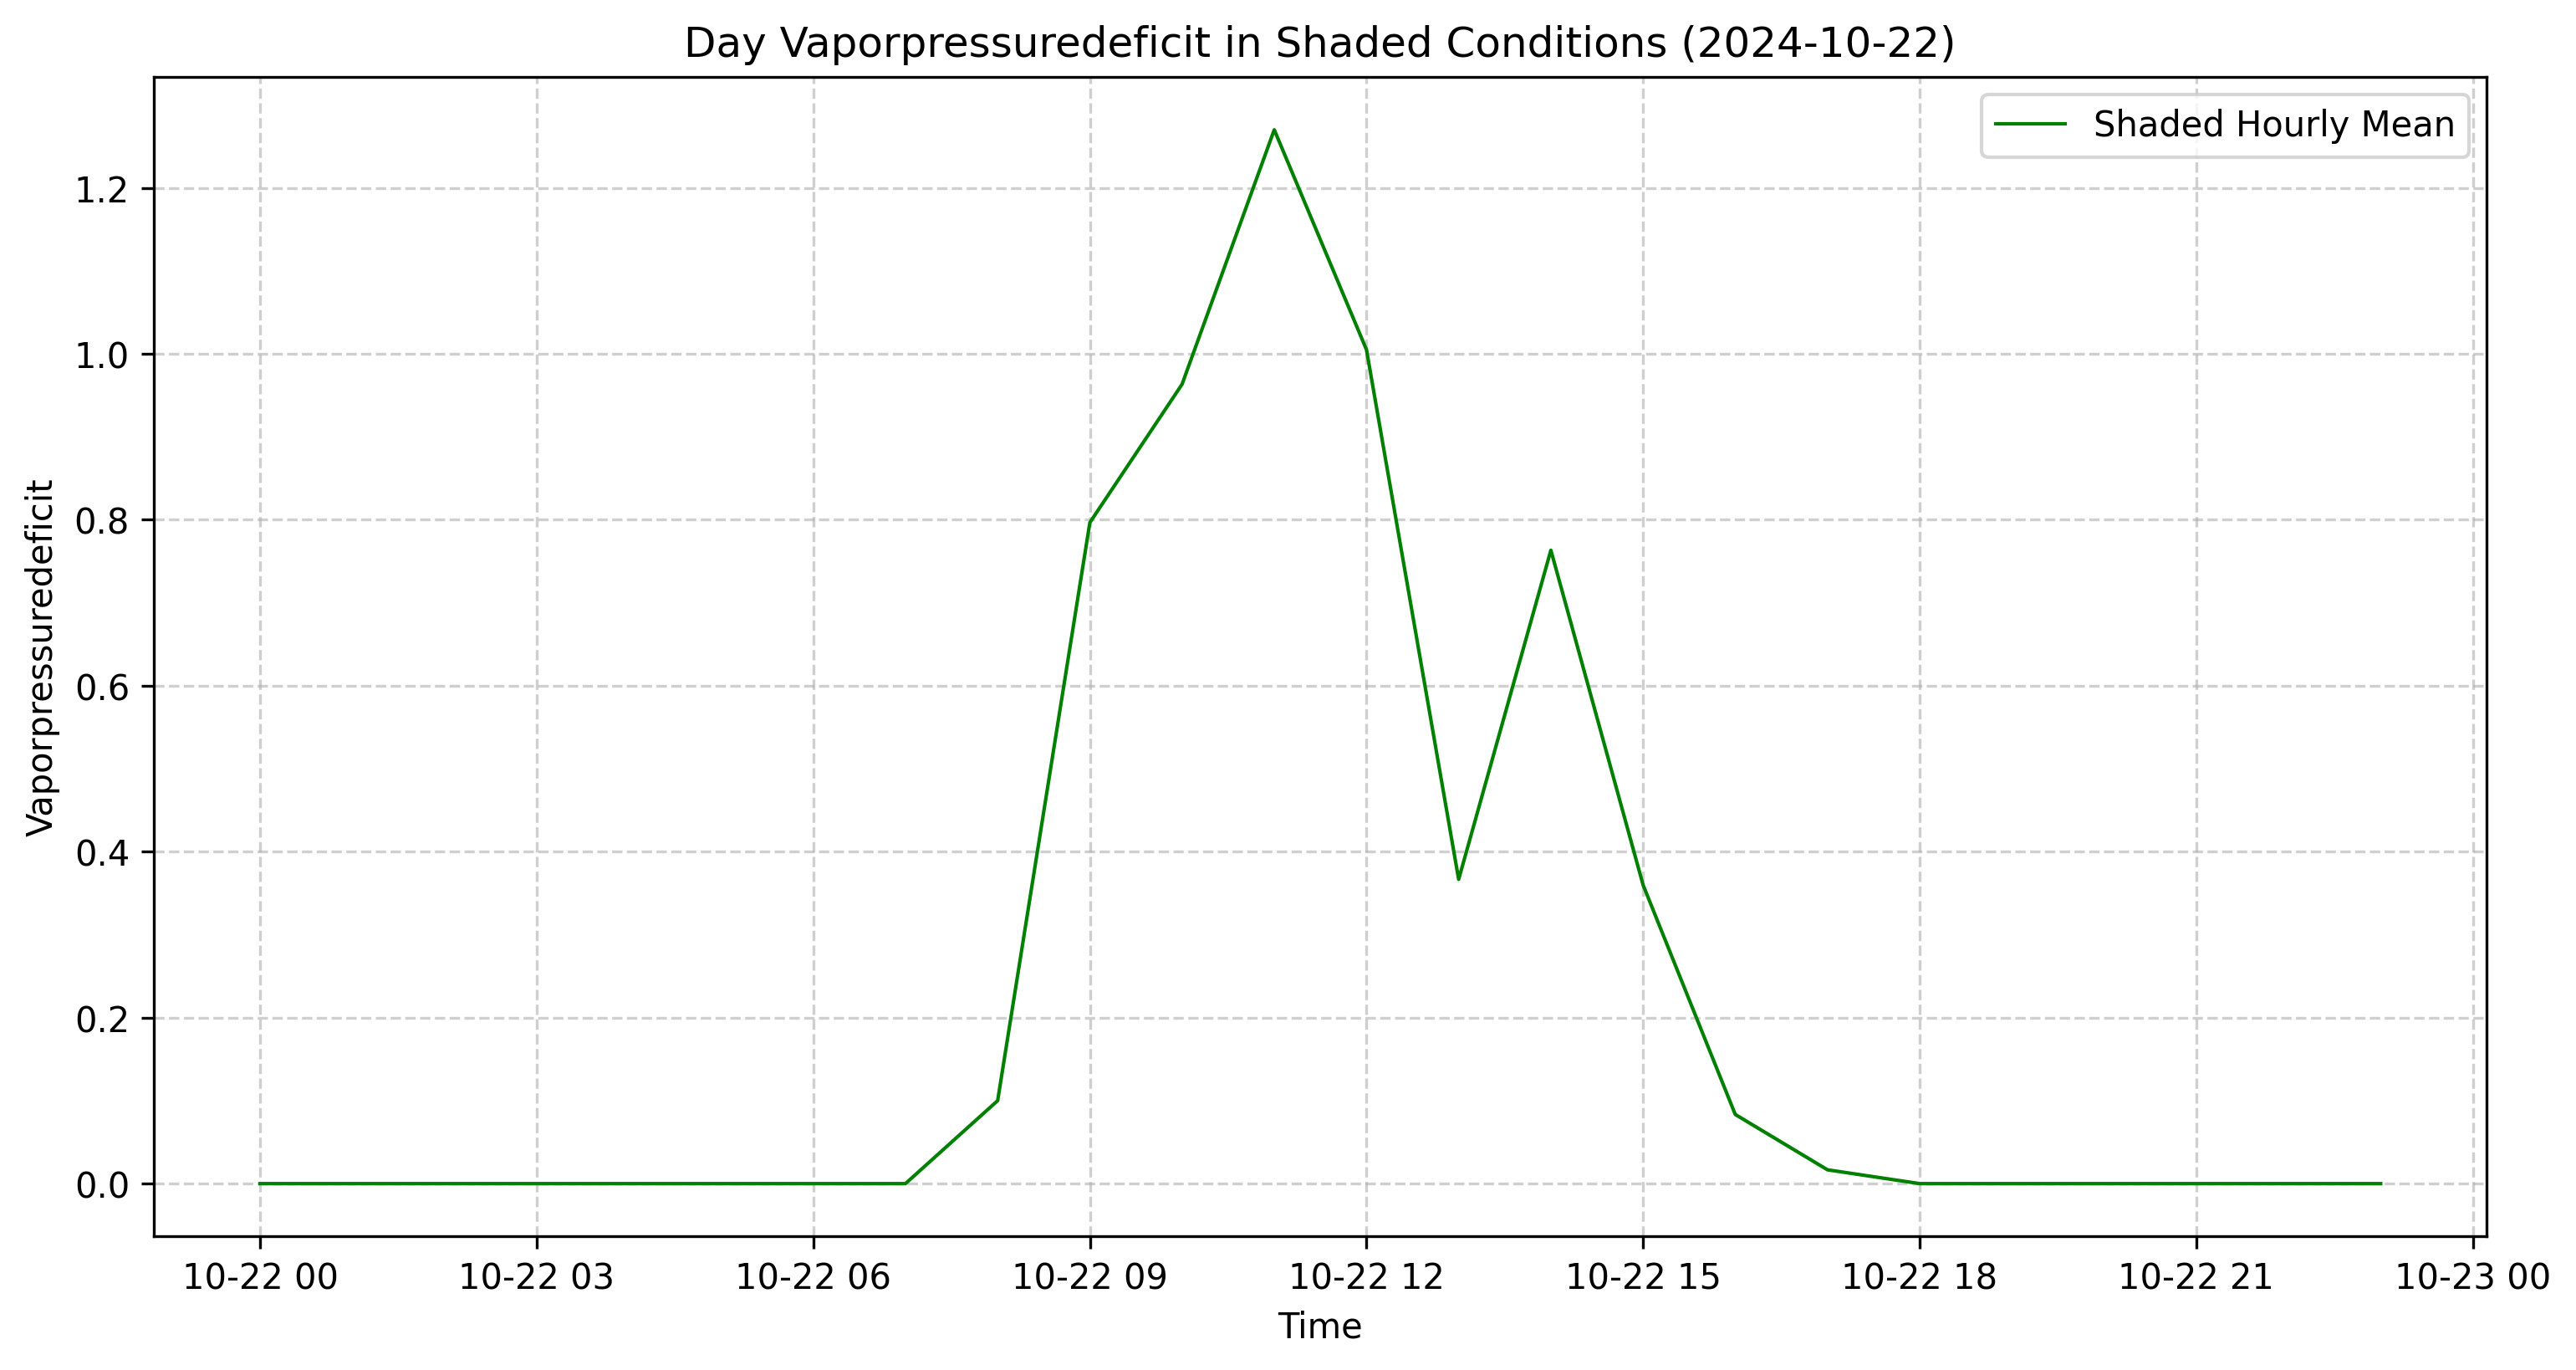 Day Vaporpressuredeficit in Shaded Conditions (2024-10-22)
Shaded Hourly Mean
Vaporpressuredeficit
1.2
1.0
0.8
0.6
0.4
0.2
0.0
10-22 00 10-22 03 10-22 06 10-22 09 10-22 12 10-22 15 10-22 18 10-22 21 10-23 00
Time